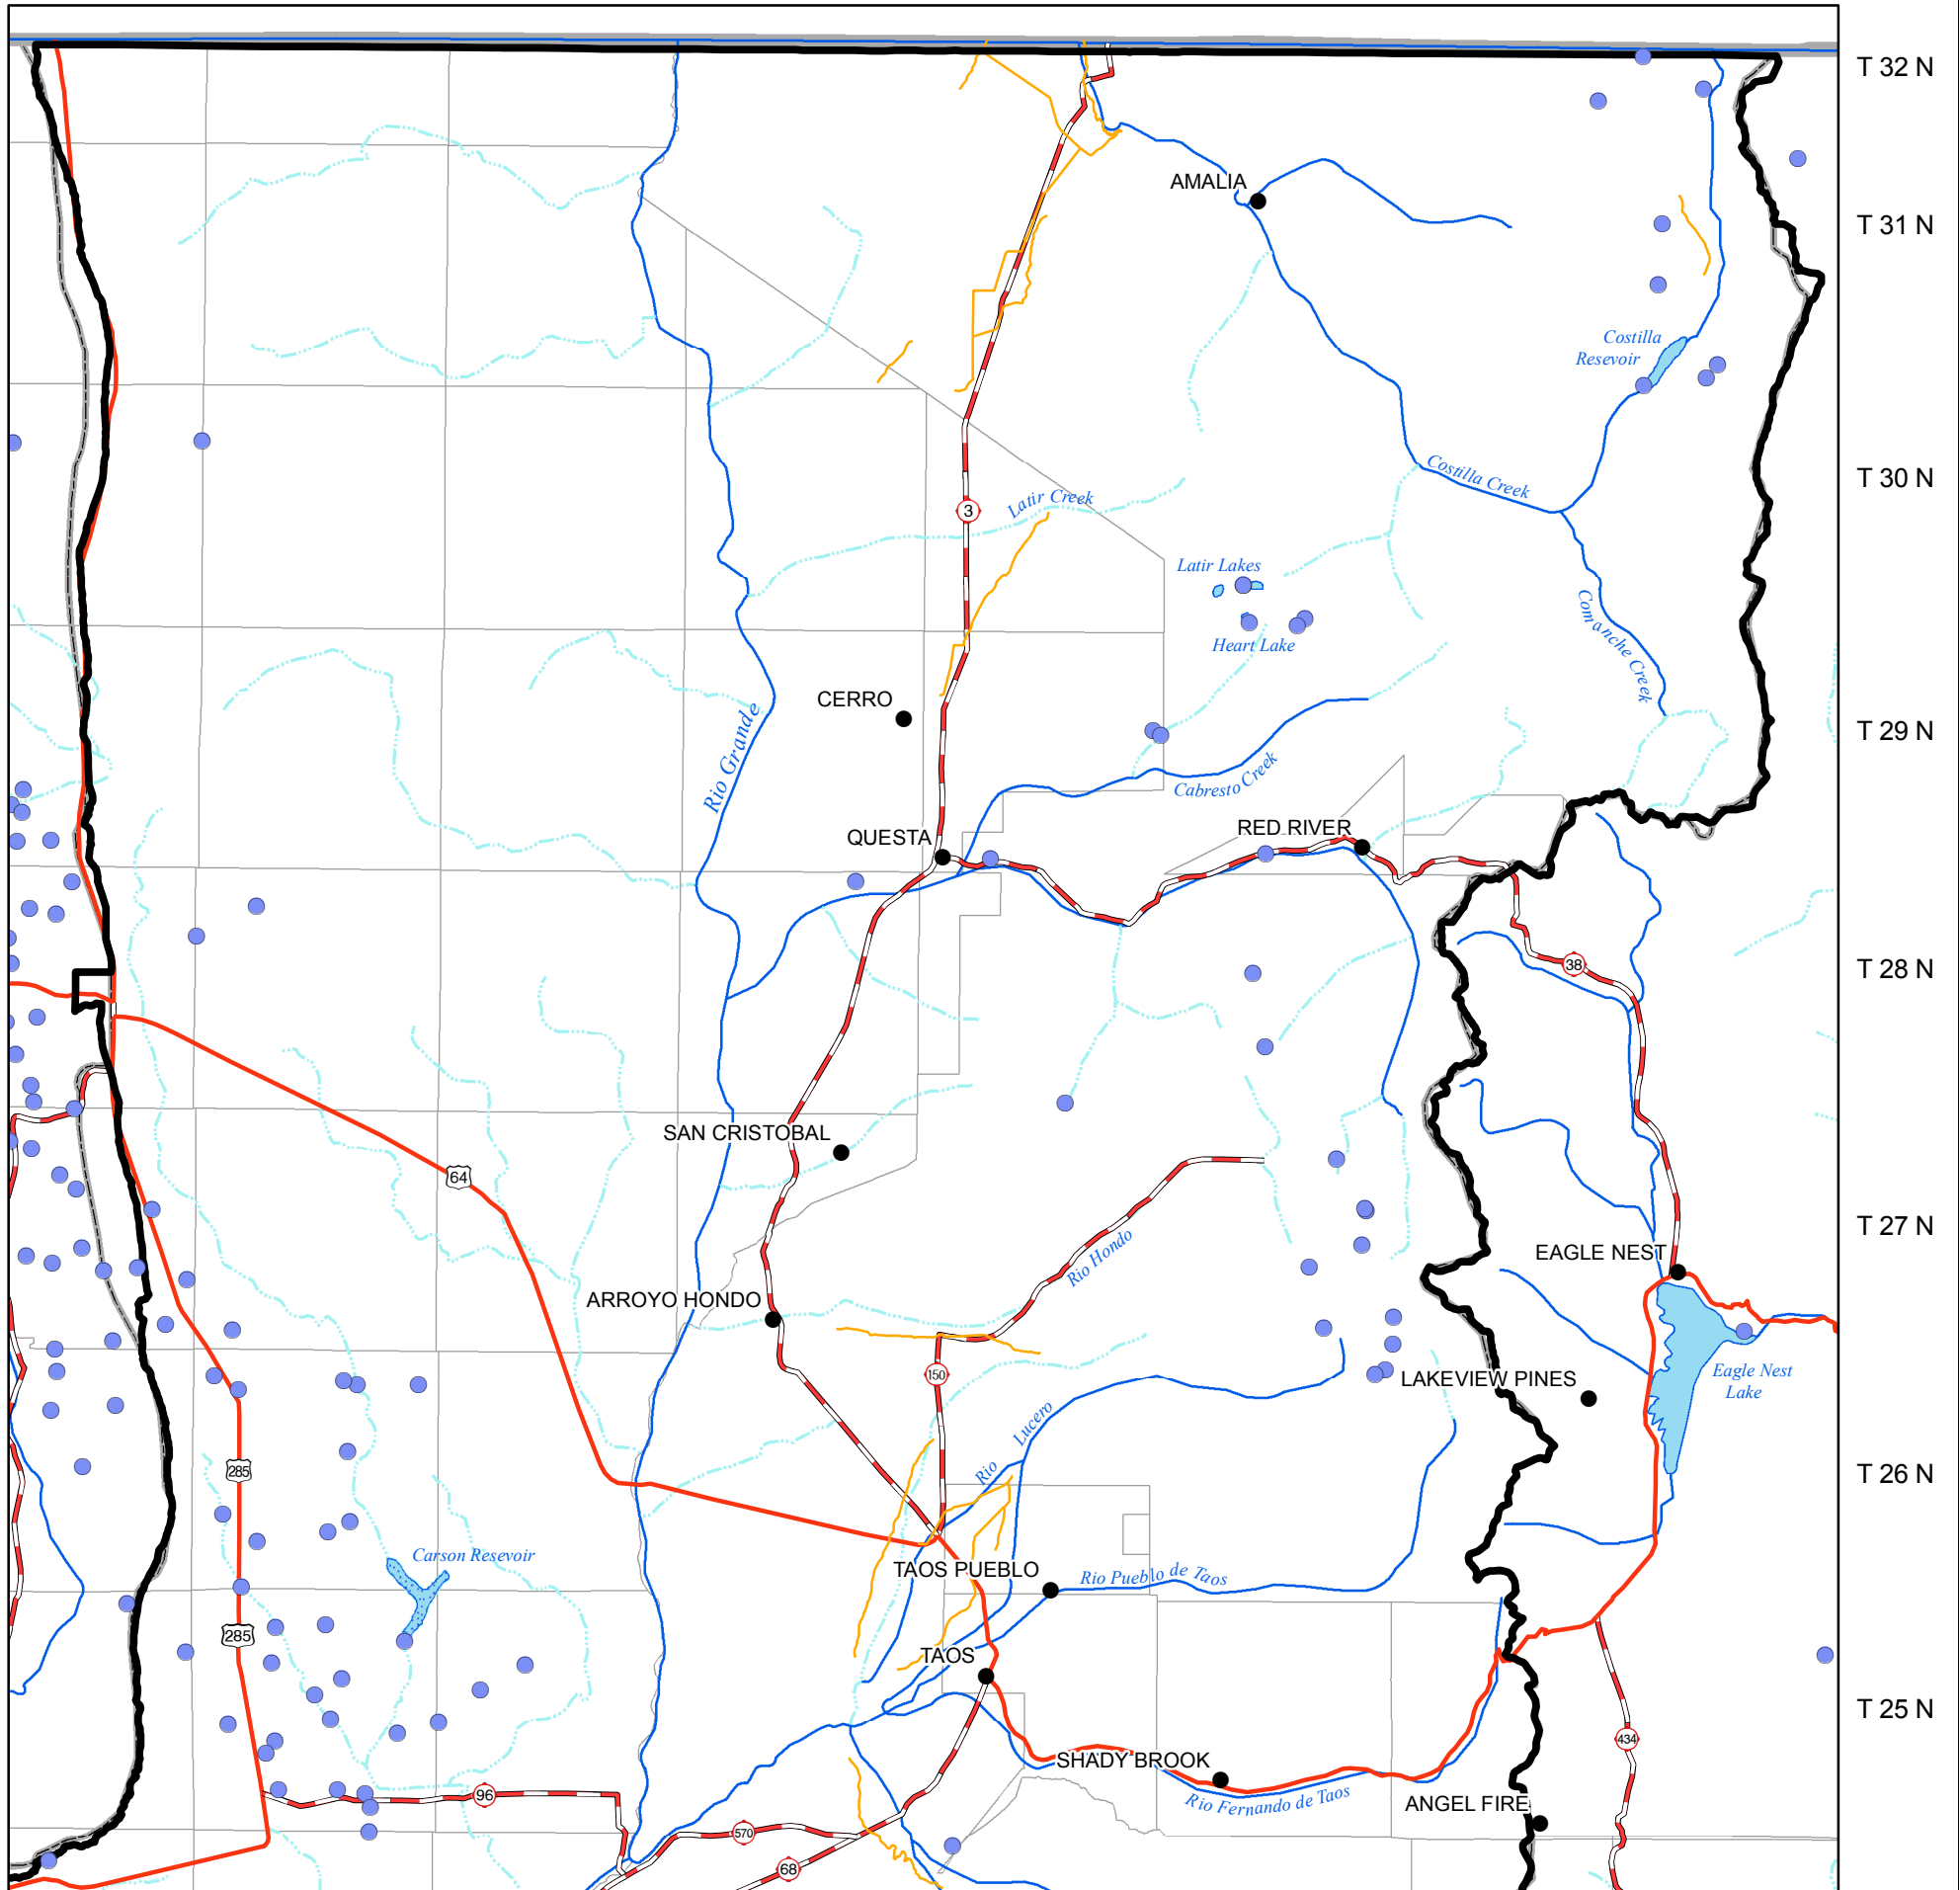 T 32 N
AMALIA
T 31 N
Costilla
Resevoir
Costilla Creek
T 30 N
Latir Creek
3
Latir Lakes
Comanche Creek
Heart Lake
CERRO
Rio Grande
T 29 N
Cabresto Creek
QUESTA
RED RIVER
38
T 28 N
SAN CRISTOBAL
64
T 27 N
Rio Hondo
EAGLE NEST
ARROYO HONDO
150
LAKEVIEW PINES
Eagle Nest
Lake
Rio Lucero
285
T 26 N
Carson Resevoir
TAOS PUEBLO
Rio Pueblo de Taos
285
TAOS
T 25 N
434
SHADY BROOK
96
Rio Fernando de Taos
ANGEL FIRE
570
68